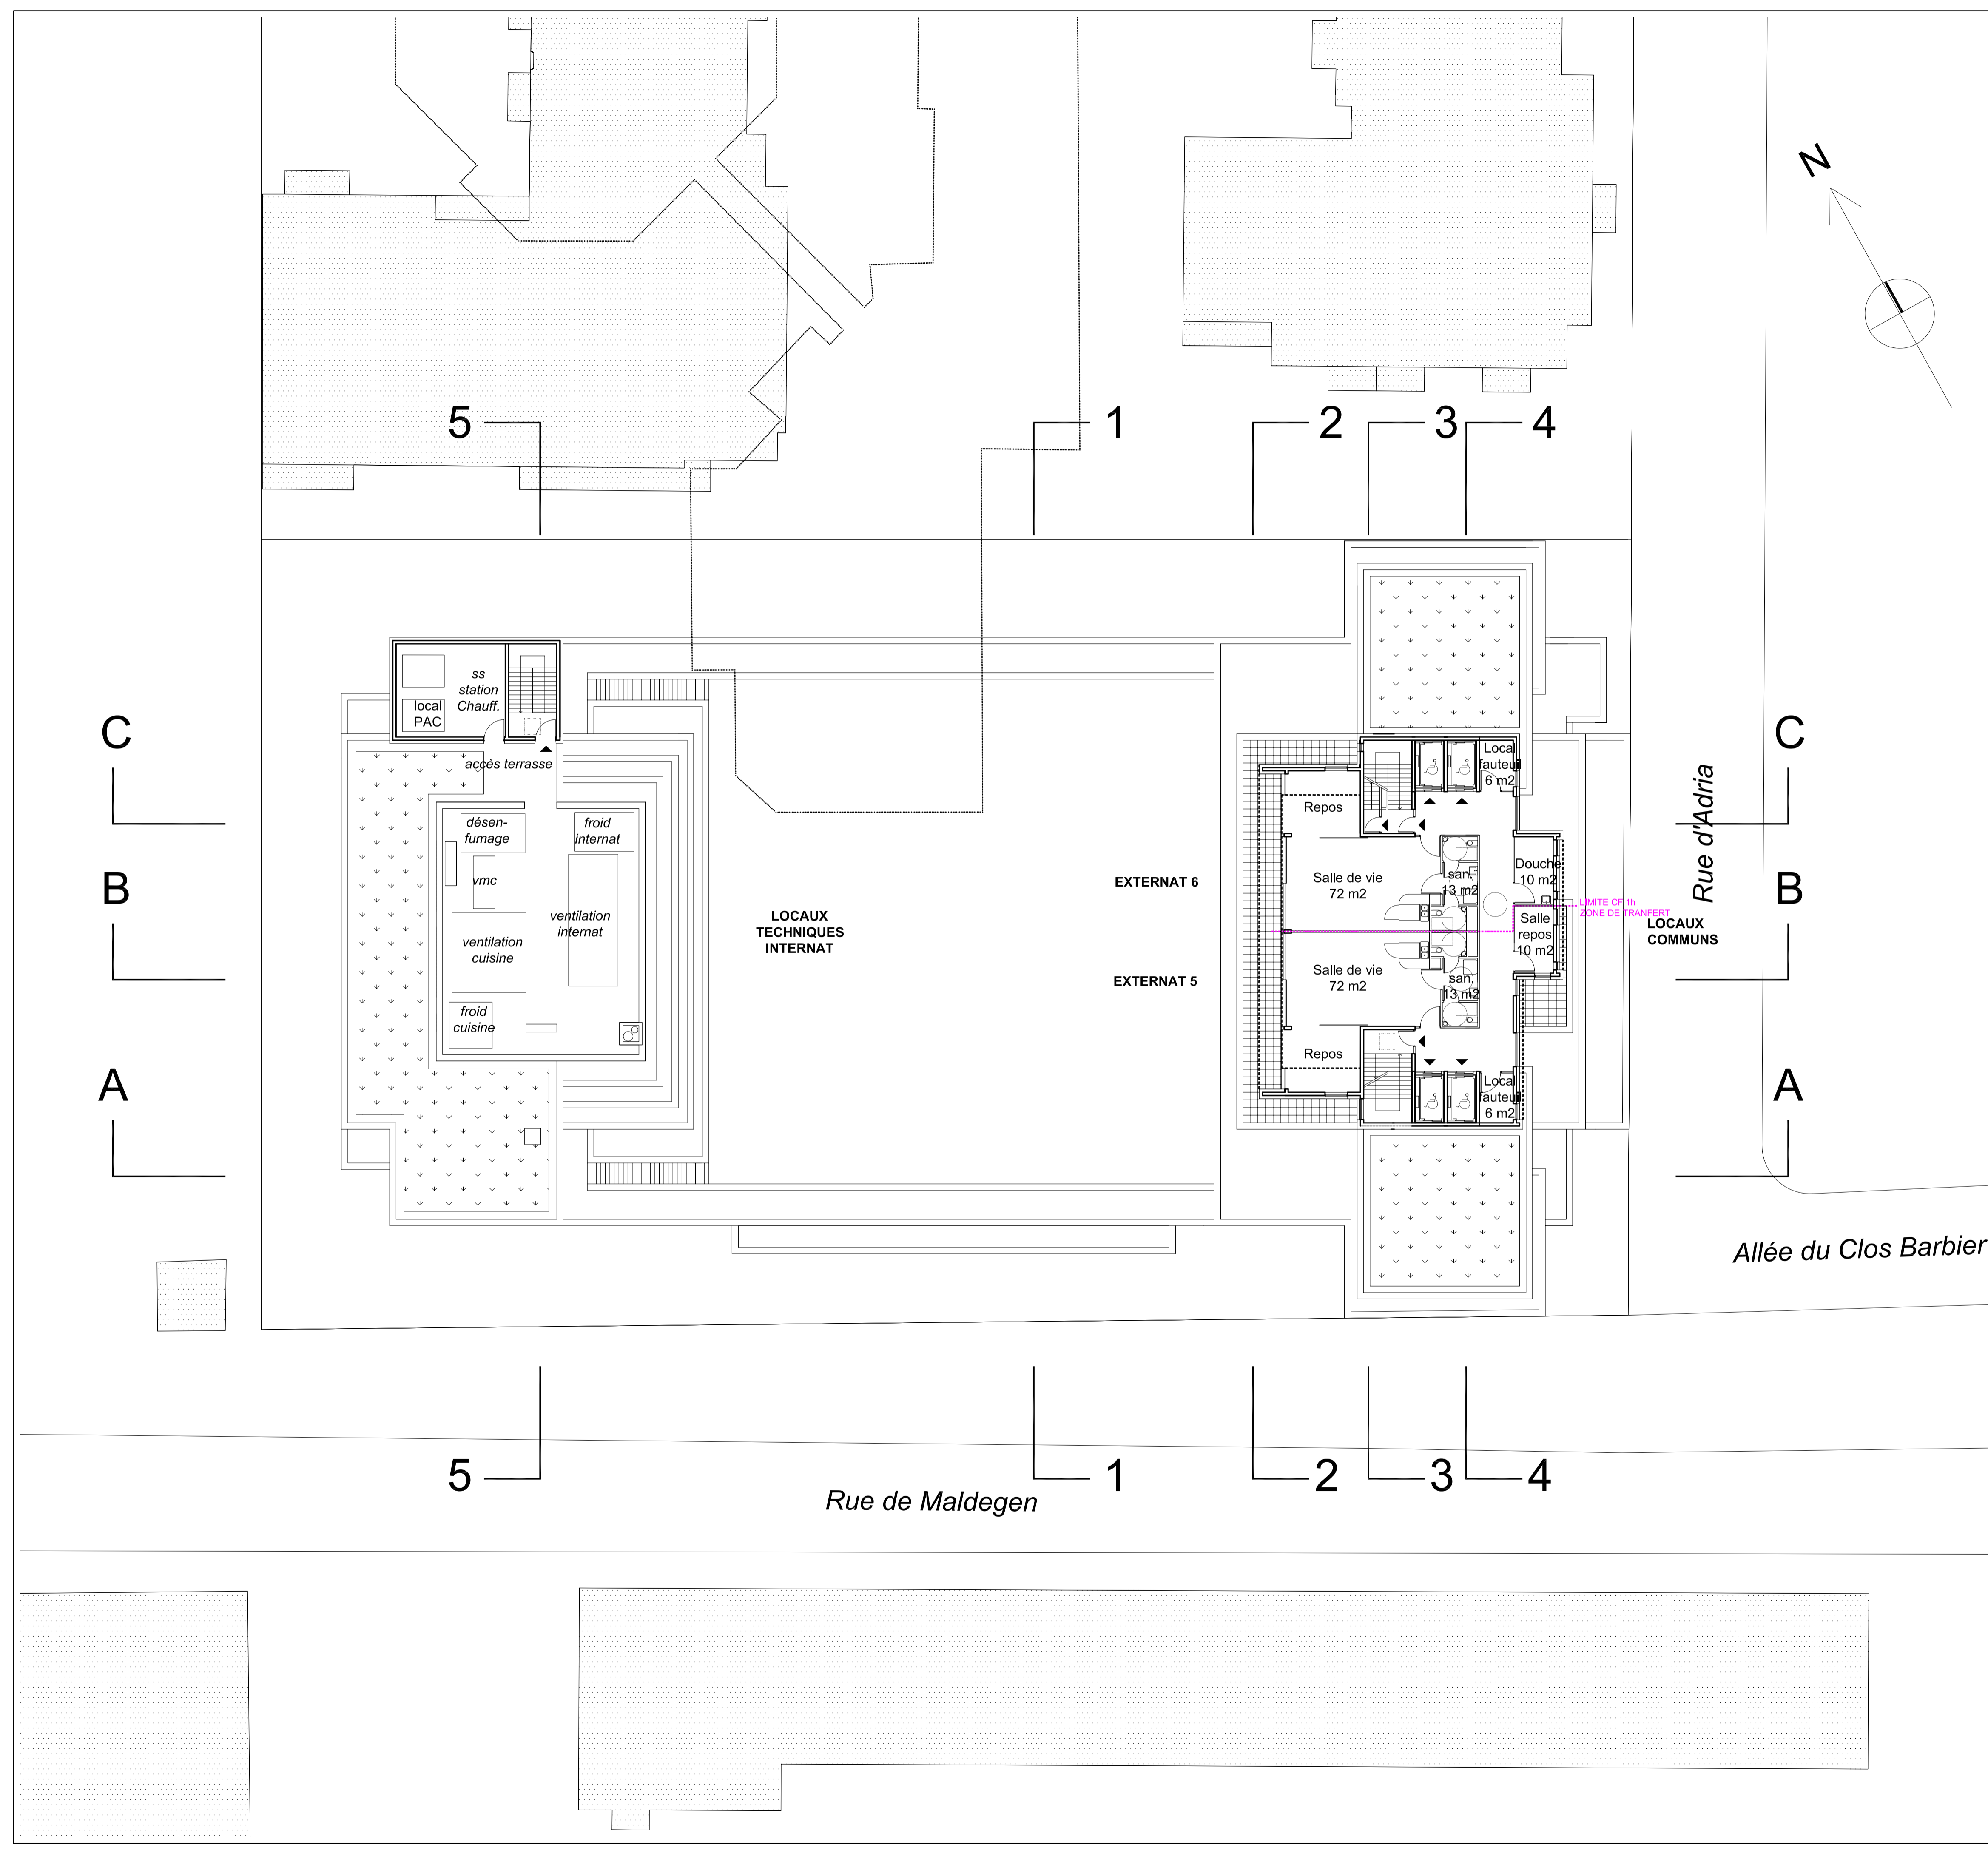 N
5
1
2
3
4
ss
station
Chauff.
local
PAC
accès terrasse
C
C
Rue d'Adria
Local
fauteuil
6 m2
Repos
désen-
fumage
froid
internat
vmc
B
B
EXTERNAT 6
Salle de vie
72 m2
san.
13 m2
Douche
10 m2
LIMITE CF 1h
ZONE DE TRANFERT
LOCAUX
TECHNIQUES
INTERNAT
ventilation
internat
ventilation
cuisine
Salle
repos
10 m2
LOCAUX
COMMUNS
EXTERNAT 5
Salle de vie
72 m2
san.
13 m2
froid
cuisine
Repos
A
A
Local
fauteuil
6 m2
Allée du Clos Barbier
5
1
2
3
4
Rue de Maldegen